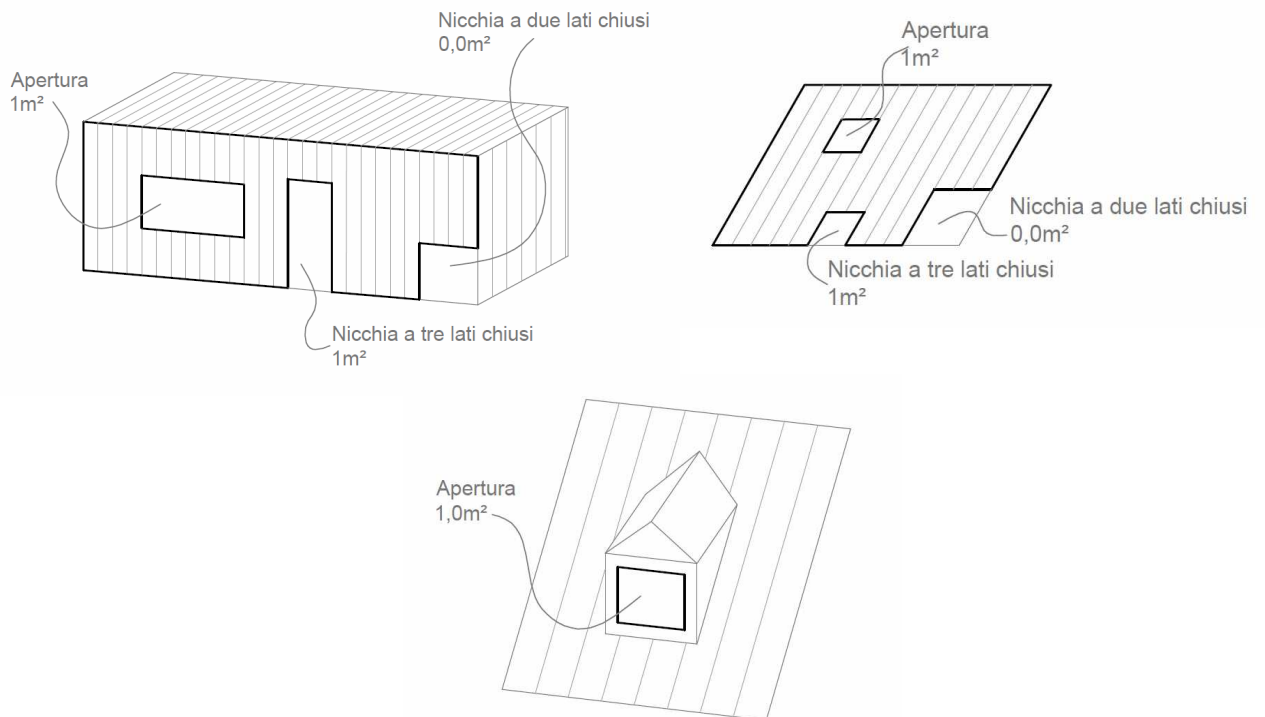 Nicchia a due lati chiusi
0,0m²
Apertura
1m²
Nicchia a tre lati chiusi
1m²
Apertura
1m²
Nicchia a due lati chiusi
0,0m²
Nicchia a tre lati chiusi
1m²
Apertura
1,0m²